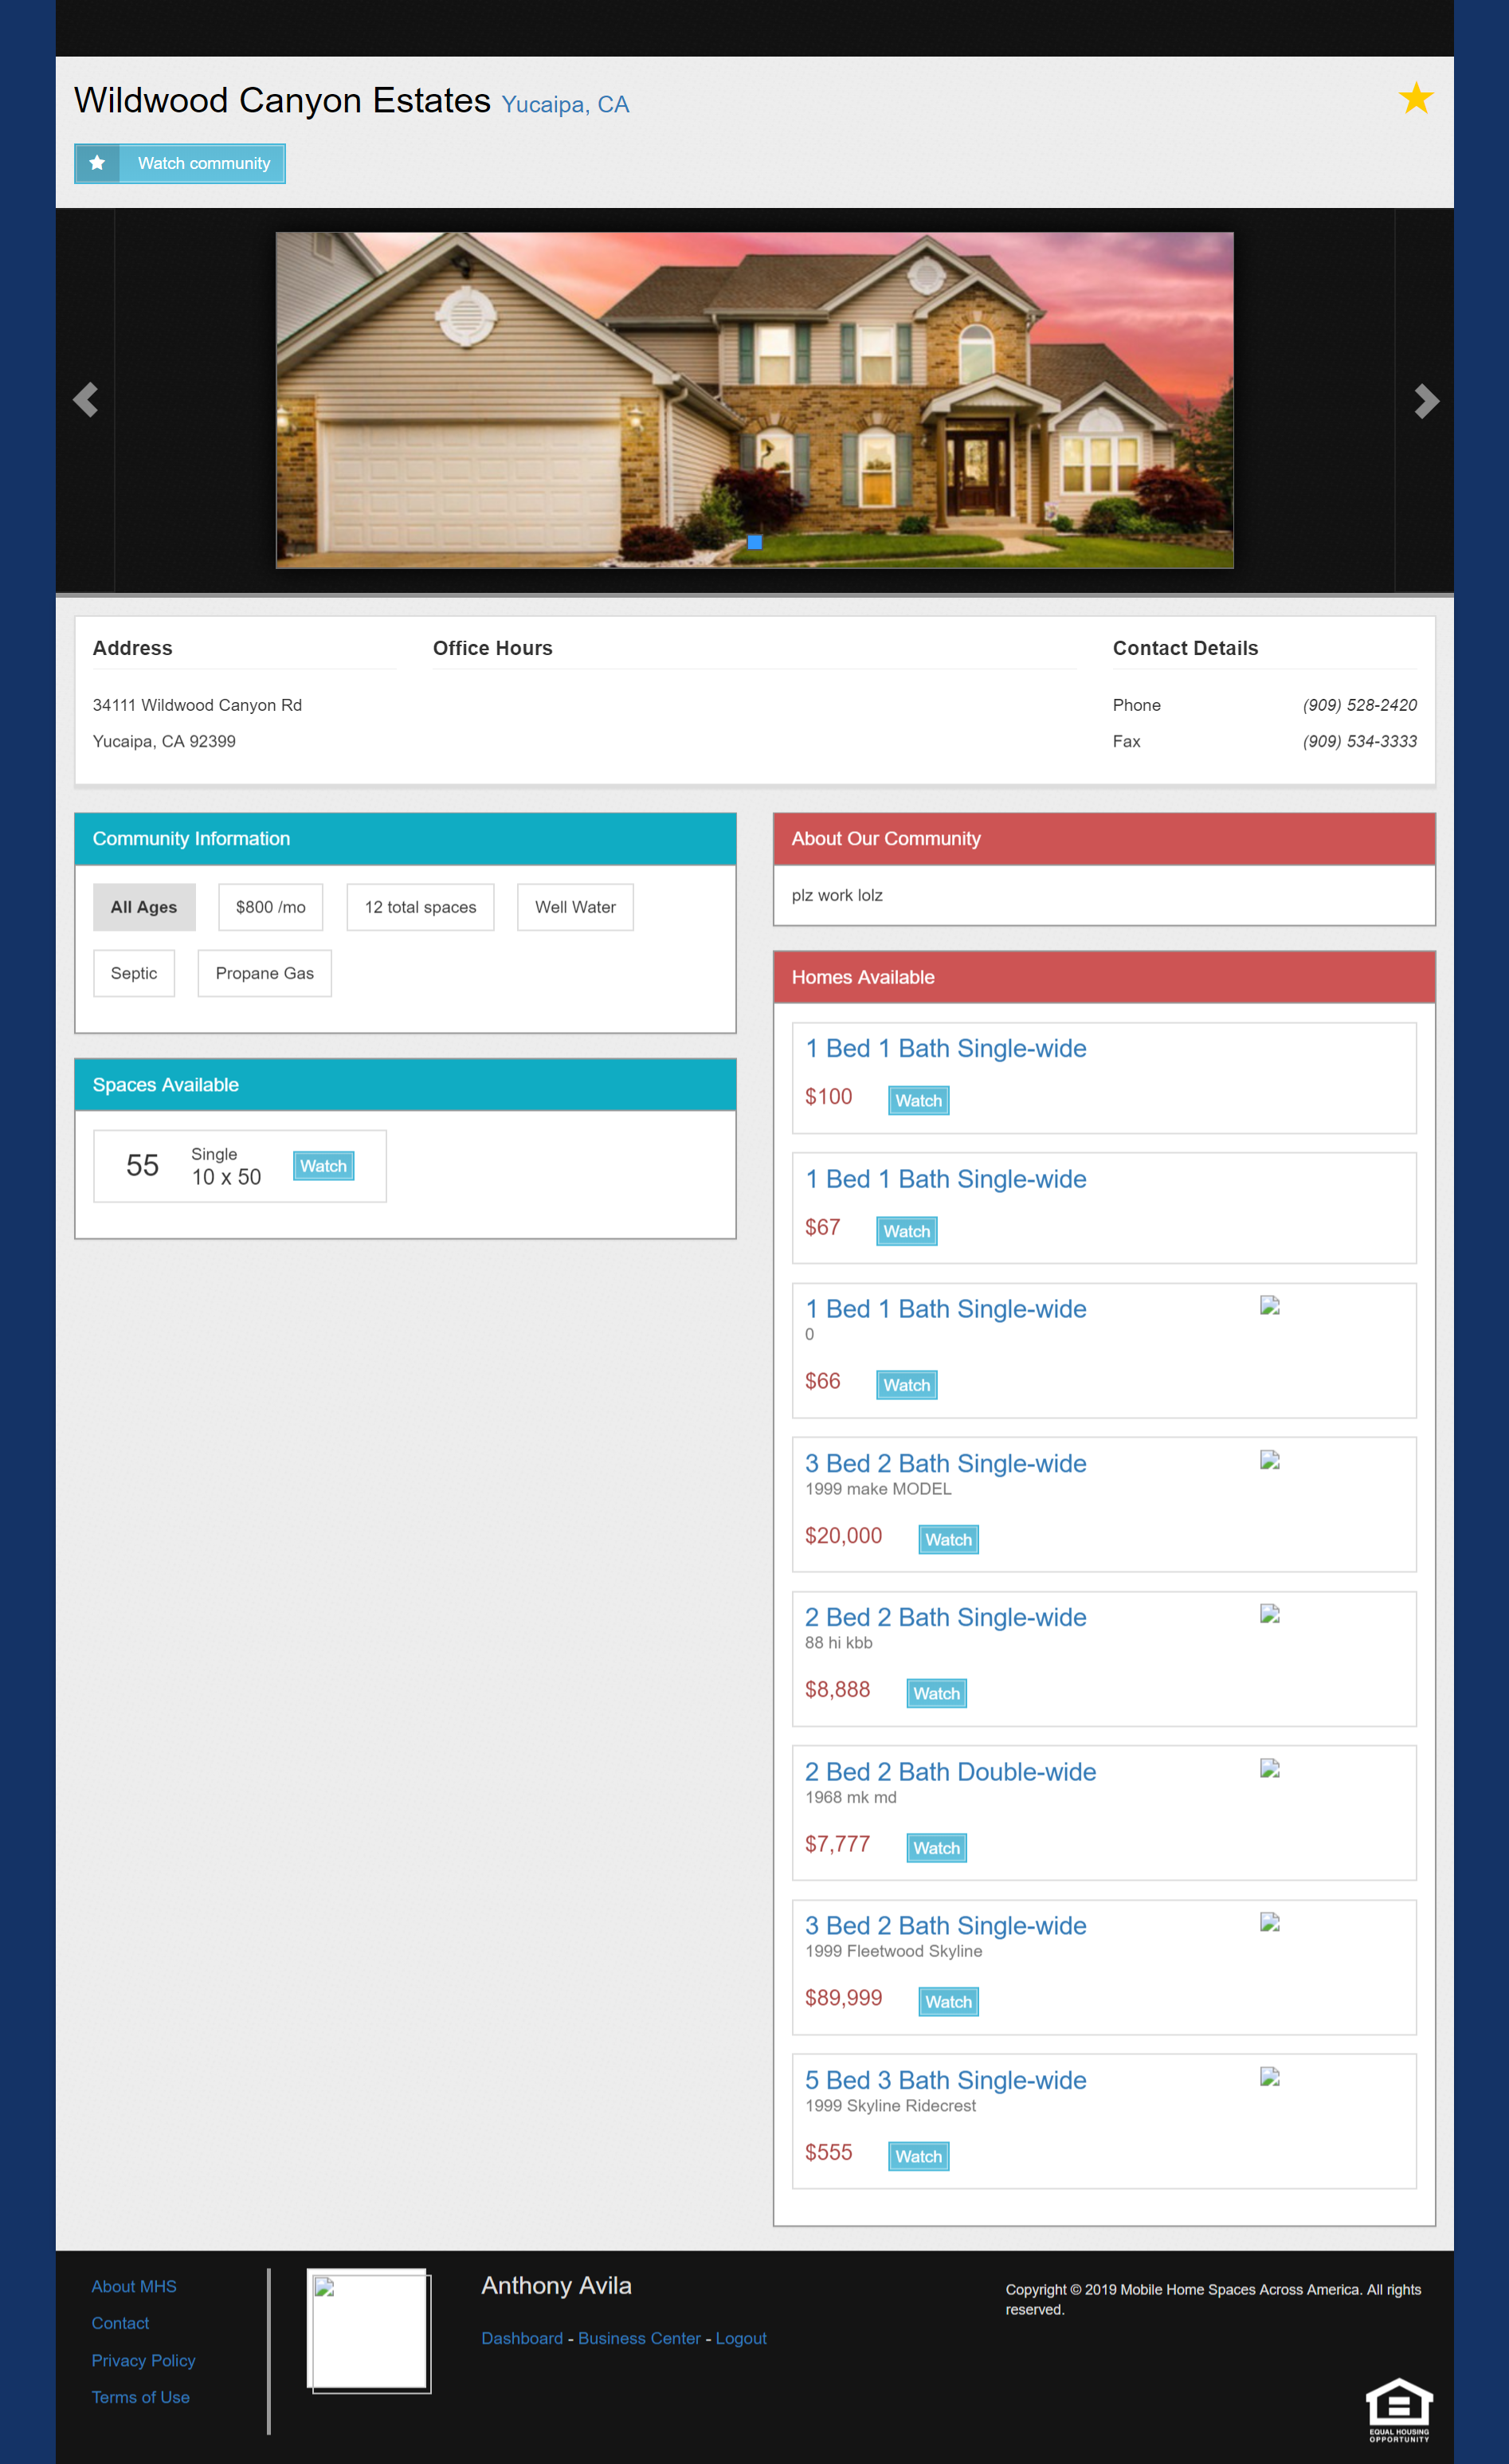 Wildwood Canyon Estates Yucaipa, CA
Watch community
Address
34111 Wildwood Canyon Rd
Yucaipa, CA 92399
Office Hours
Contact Details
Phone (909) 528-2420
Fax (909) 534-3333
Community Information
All Ages $800 /mo 12 total spaces Well Water
Septic Propane Gas
Spaces Available
55 Single
10 x 50
Watch
About Our Community
plz work lolz
Homes Available
1 Bed 1 Bath Single-wide
$100 Watch
1 Bed 1 Bath Single-wide
$67 Watch
1 Bed 1 Bath Single-wide
0
$66 Watch
3 Bed 2 Bath Single-wide
1999 make MODEL
$20,000 Watch
2 Bed 2 Bath Single-wide
88 hi kbb
$8,888 Watch
2 Bed 2 Bath Double-wide
1968 mk md
$7,777 Watch
3 Bed 2 Bath Single-wide
1999 Fleetwood Skyline
$89,999 Watch
5 Bed 3 Bath Single-wide
1999 Skyline Ridecrest
$555 Watch
About MHS
Contact
Privacy Policy
Terms of Use
Anthony Avila
Dashboard - Business Center - Logout
Copyright © 2019 Mobile Home Spaces Across America. All rights
reserved.
EQUAL HOUSING
OPPORTUNITY